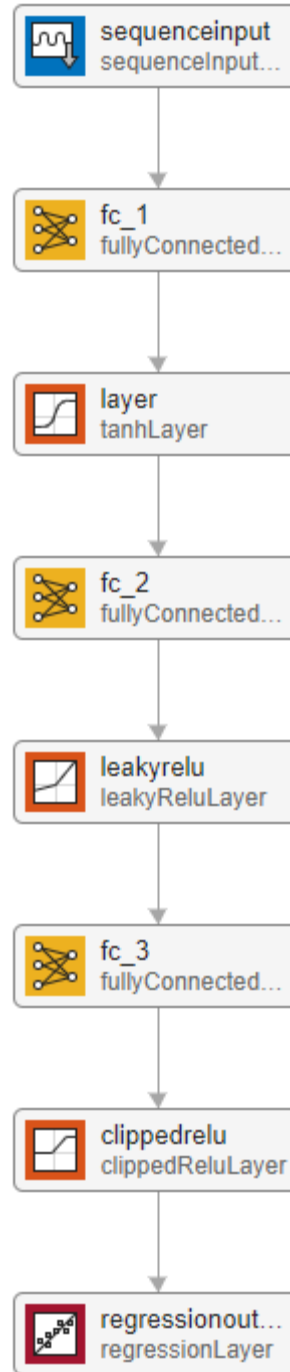 sequenceinput
sequenceInput...
fc_1
fullyConnected...
layer
tanhLayer
fc_2
fullyConnected...
leakyrelu
leakyReluLayer
fc_3
fullyConnected...
clippedrelu
clippedReluLayer
regressionout...
regressionLayer